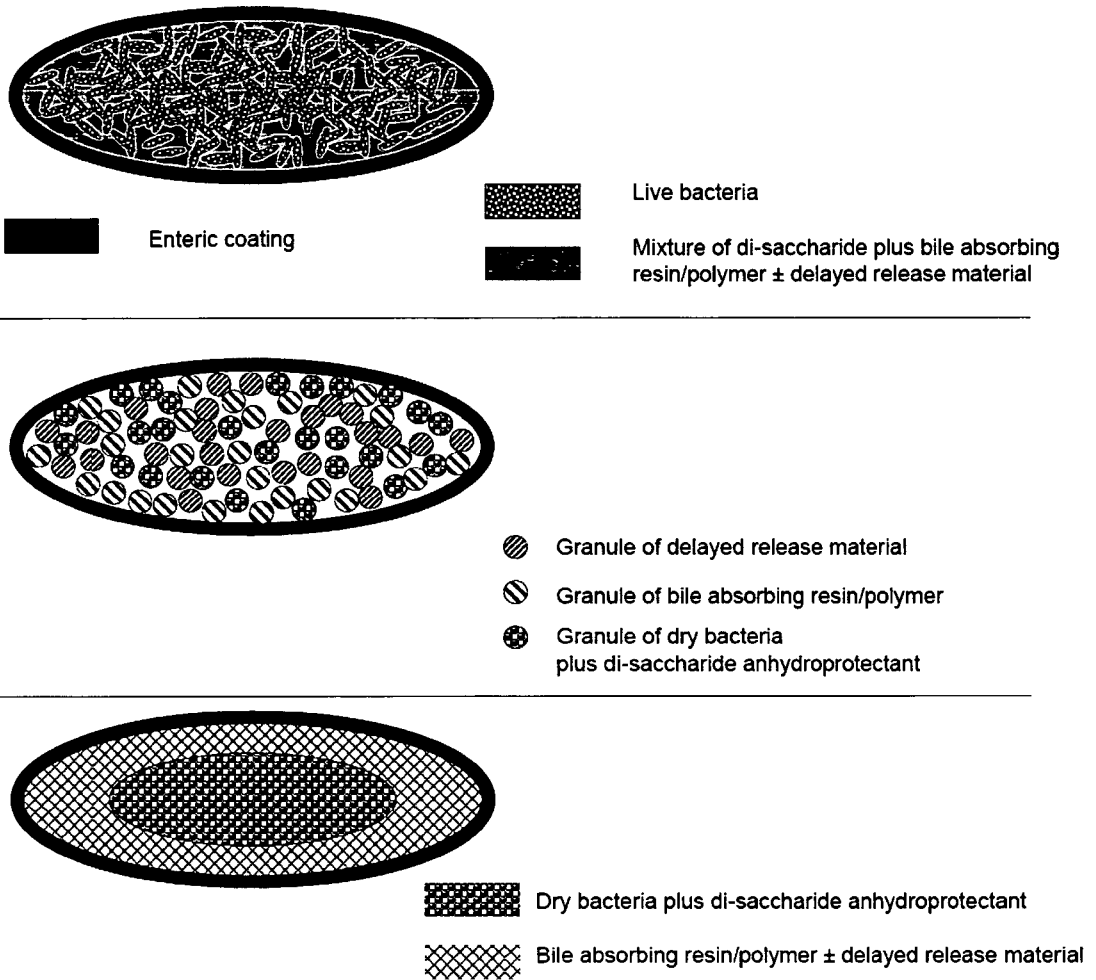 Live bacteria
Enteric coating
Mixture of di-saccharide plus bile absorbing
resin/polymer ± delayed release material
Granule of delayed release material
Granule of bile absorbing resin/polymer
Granule of dry bacteria
plus di-saccharide anhydroprotectant
Dry bacteria plus di-saccharide anhydroprotectant
Bile absorbing resin/polymer ± delayed release material